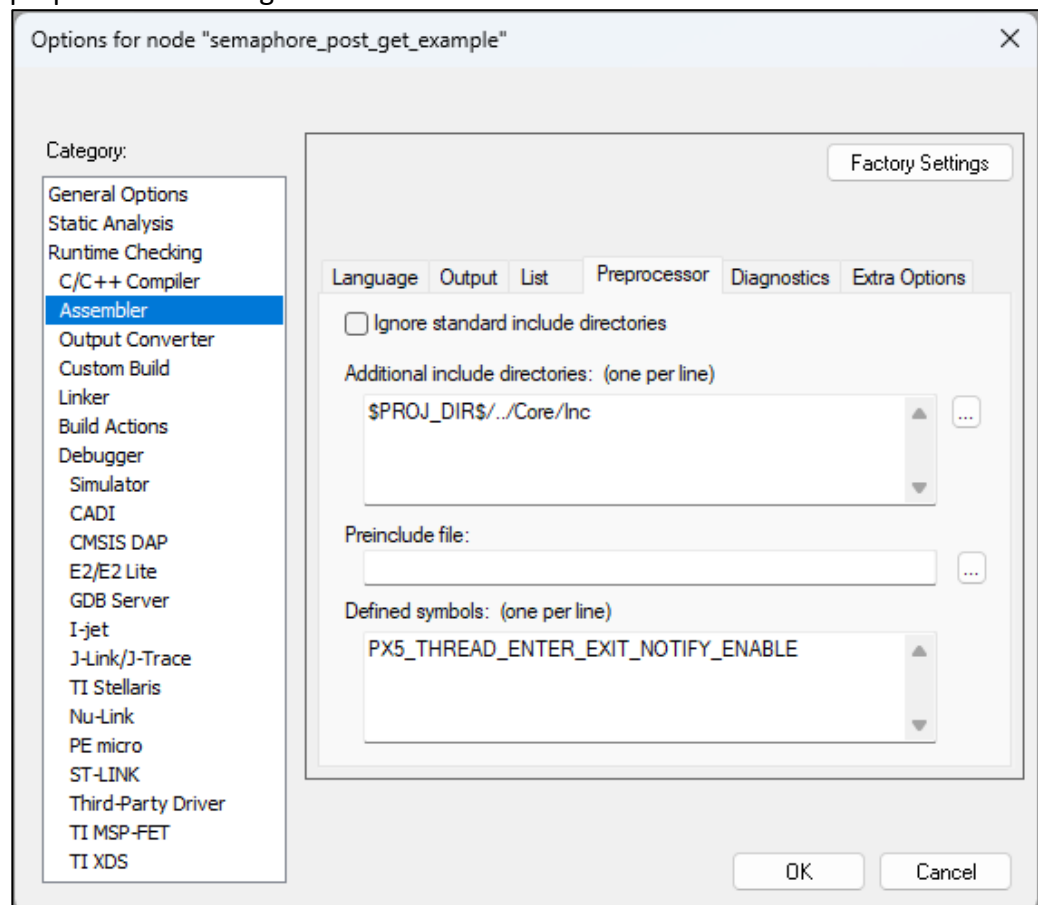 Options for node "semaphore_post_get_example"
Category:
Factory Settings
General Options
Static Analysis
Runtime Checking
C/C++ Compiler
Assembler
Output Converter
Custom Build
Linker
Build Actions
Debugger
Simulator
CADI
CMSIS DAP
E2/E2 Lite
GDB Server
I-jet
J-Link/J-Trace
TI Stellaris
Nu-Link
PE micro
ST-LINK
Third-Party Driver
TI MSP-FET
TI XDS
Language Output List Preprocessor Diagnostics Extra Options
Ignore standard include directories
Additional include directories: (one per line)
$PROJ_DIR$/../Core/Inc
...
Preinclude file:
...
Defined symbols: (one per line)
PX5_THREAD_ENTER_EXIT_NOTIFY_ENABLE
OK Cancel